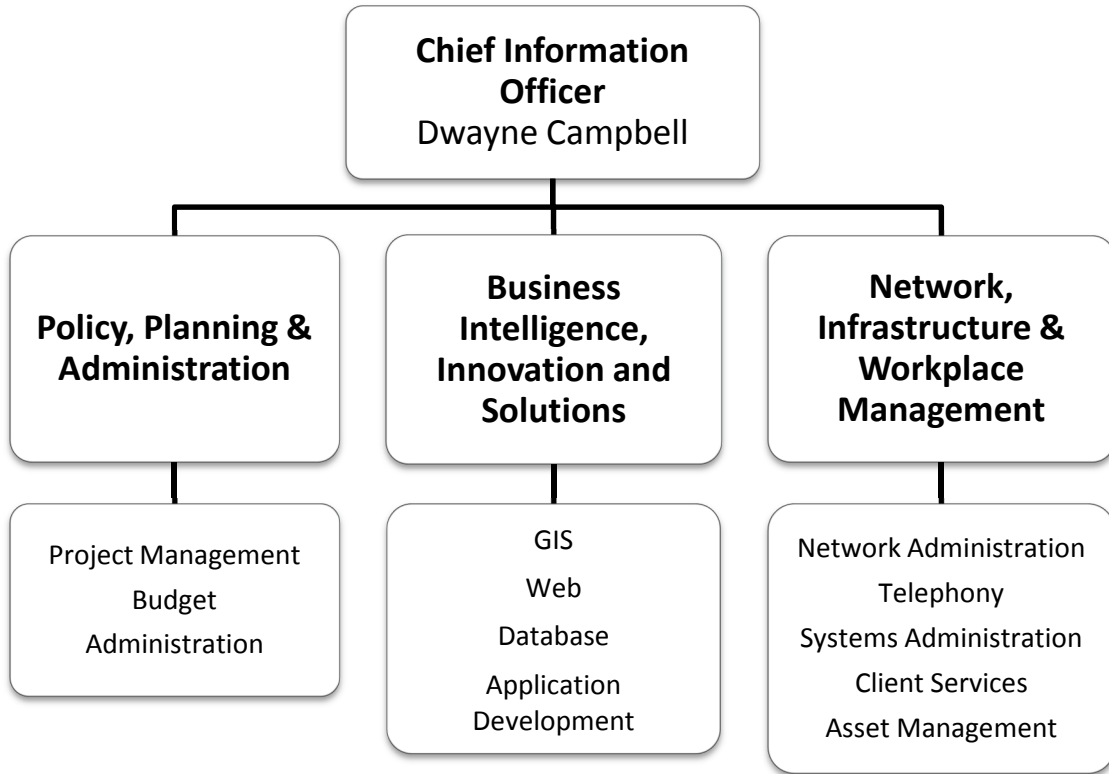 Chief Information
Officer
Dwayne Campbell
Policy, Planning &
Administration
Business
Intelligence,
Innovation and
Solutions
Network,
Infrastructure &
Workplace
Management
Project Management
Budget
Administration
GIS
Web
Database
Application
Development
Network Administration
Telephony
Systems Administration
Client Services
Asset Management